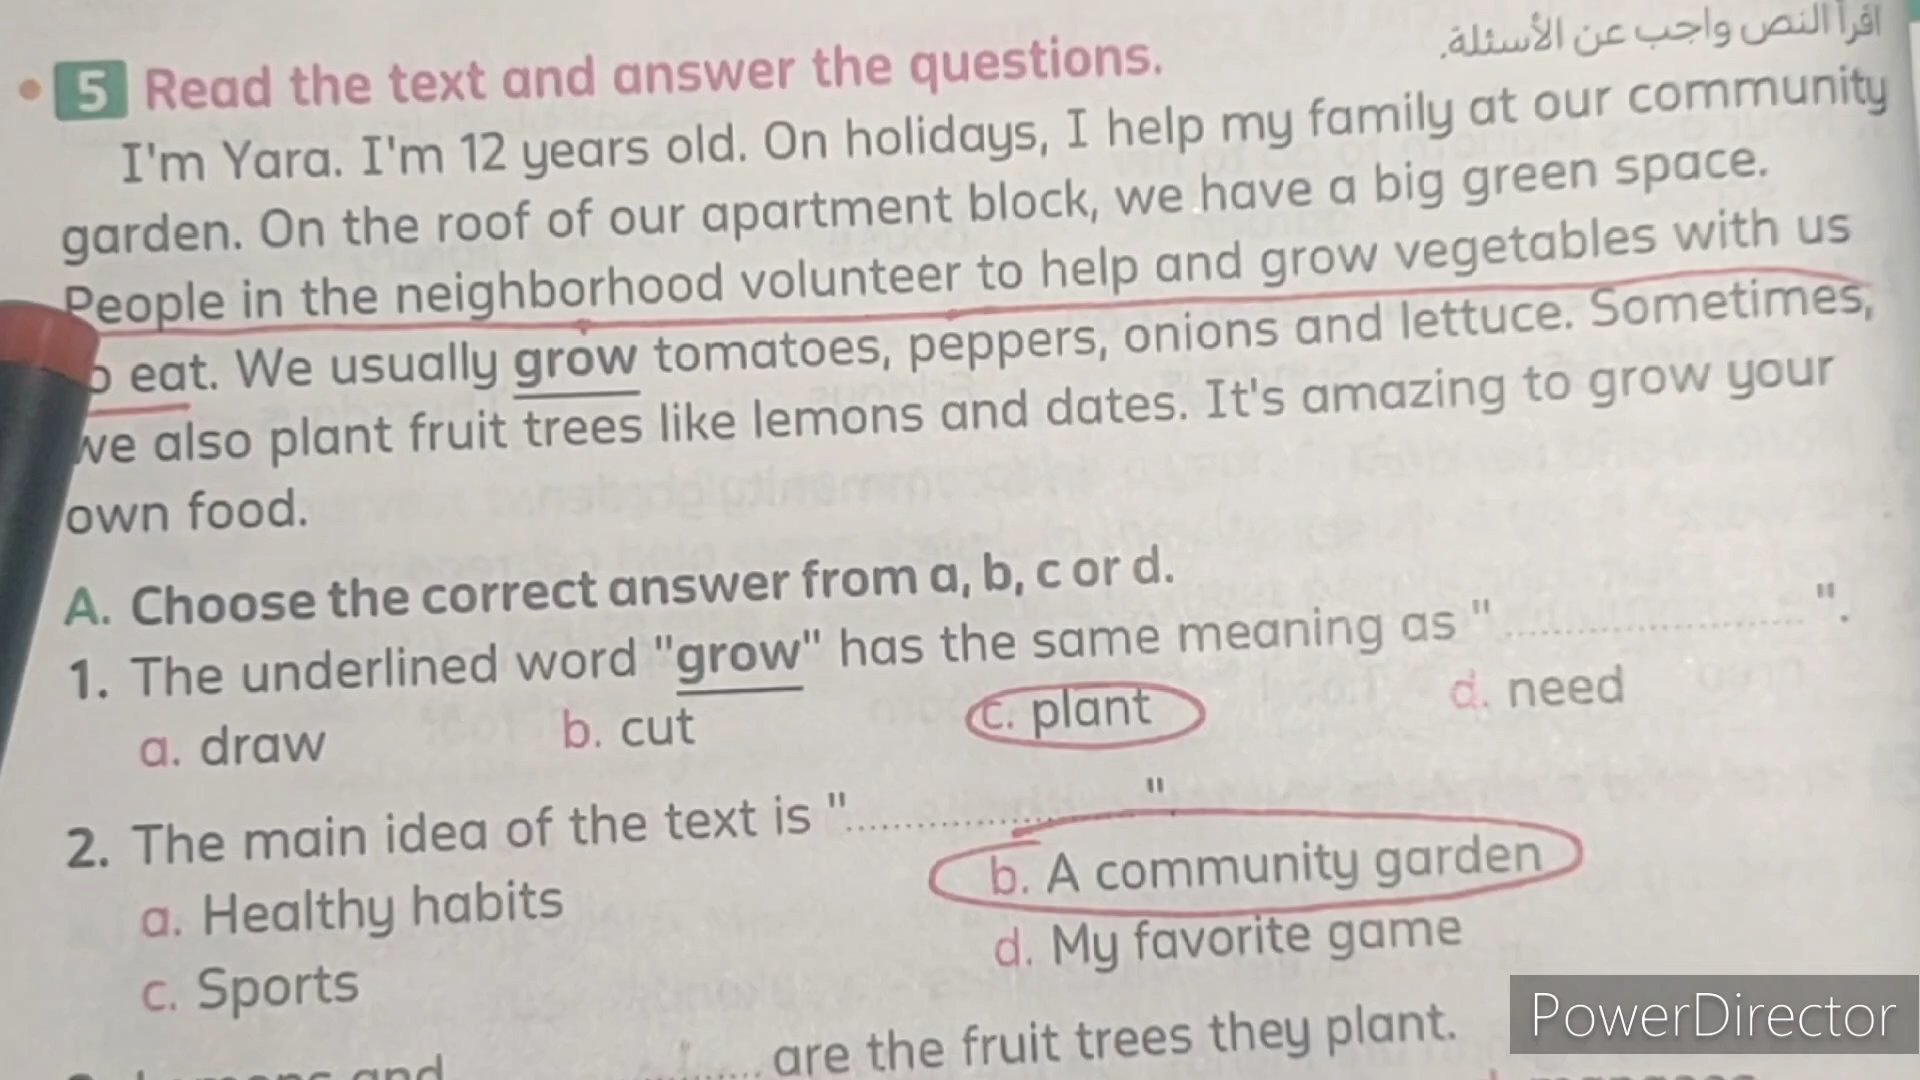 اقرأ النص واجب عن الأسئلة.
5 Read the text and answer the questions.
I'm Yara. I'm 12 years old. On holidays, I help my family at our community
garden. On the roof of our apartment block, we have a big green space.
People in the neighborhood volunteer to help and grow vegetables with us
eat. We usually grow tomatoes, peppers, onions and lettuce. Sometimes,
we also plant fruit trees like lemons and dates. It's amazing to grow your
own food.
A. Choose the correct answer from a, b, c or d.
1. The underlined word "grow" has the same meaning as "....................".
a. draw b. cut c. plant d. need
2. The main idea of the text is "...................."
a. Healthy habits b. A community garden
c. Sports d. My favorite game
and .......... are the fruit trees they plant.
PowerDirector